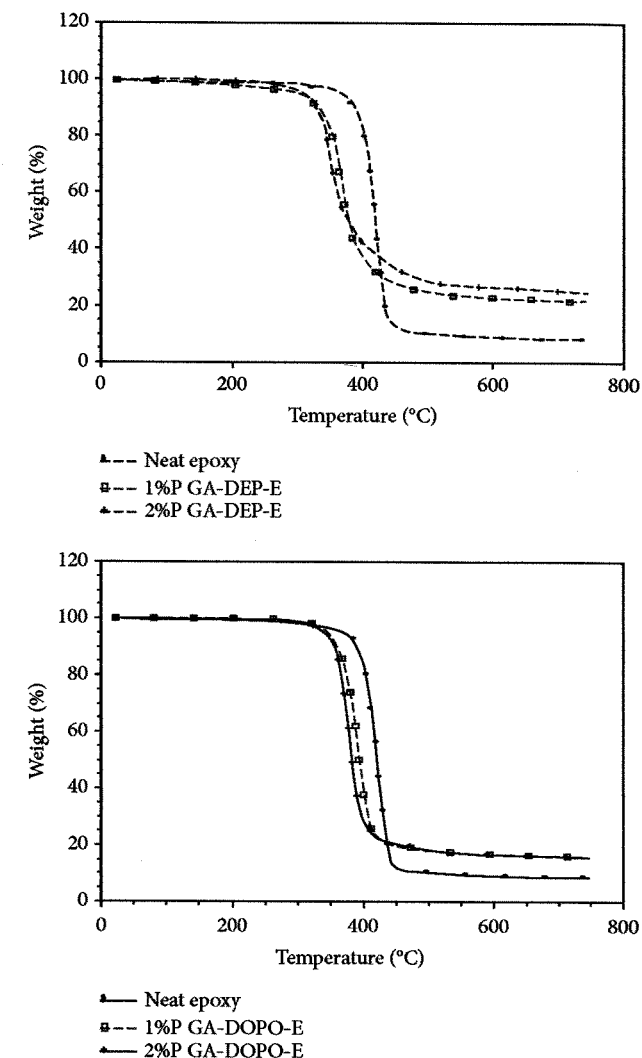 120
100
80
60
40
20
0
Weight (%)
0 200 400 600 800
Temperature (°C)
Neat epoxy
1%P GA-DEP-E
2%P GA-DEP-E
120
100
80
60
40
20
0
Weight (%)
0 200 400 600 800
Temperature (°C)
Neat epoxy
1%P GA-DOPO-E
2%P GA-DOPO-E